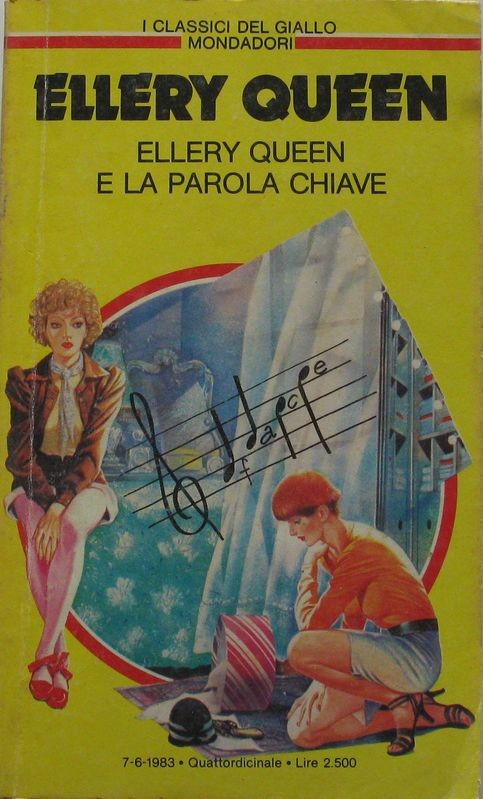 I CLASSICI DEL GIALLO
MONDADORI
ELLERY QUEEN
ELLERY QUEEN
E LA PAROLA CHIAVE
f a c e
7-6-1983 • Quattordicinale • Lire 2.500